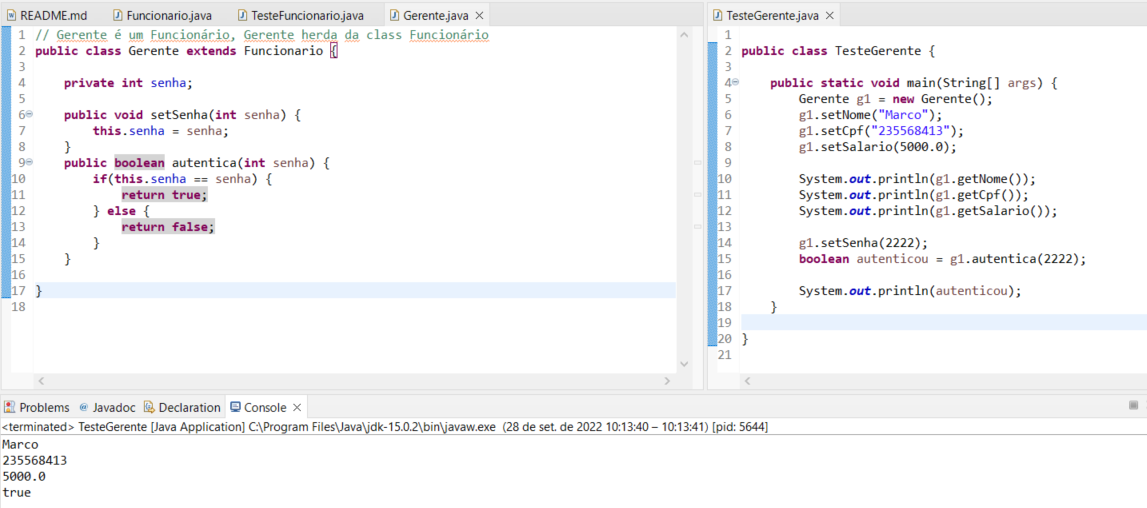 README.md Funcionario.java TesteFuncionario.java Gerente.java
1 // Gerente é um Funcionário, Gerente herda da class Funcionário
2 public class Gerente extends Funcionario {
3
4 private int senha;
5
6 public void setSenha(int senha) {
7 this.senha = senha;
8 }
9 public boolean autentica(int senha) {
10 if(this.senha == senha) {
11 return true;
12 } else {
13 return false;
14 }
15 }
16
17 }
18
TesteGerente.java
1
2 public class TesteGerente {
3
4 public static void main(String[] args) {
5 Gerente g1 = new Gerente();
6 g1.setNome("Marco");
7 g1.setCpf("235568413");
8 g1.setSalario(5000.0);
9
10 System.out.println(g1.getNome());
11 System.out.println(g1.getCpf());
12 System.out.println(g1.getSalario());
13
14 g1.setSenha(2222);
15 boolean autenticou = g1.autentica(2222);
16
17 System.out.println(autenticou);
18 }
19
20 }
21
Problems Javadoc Declaration Console
<terminated> TesteGerente [Java Application] C:\Program Files\Java\jdk-15.0.2\bin\javaw.exe (28 de set. de 2022 10:13:40 – 10:13:41) [pid: 5644]
Marco
235568413
5000.0
true